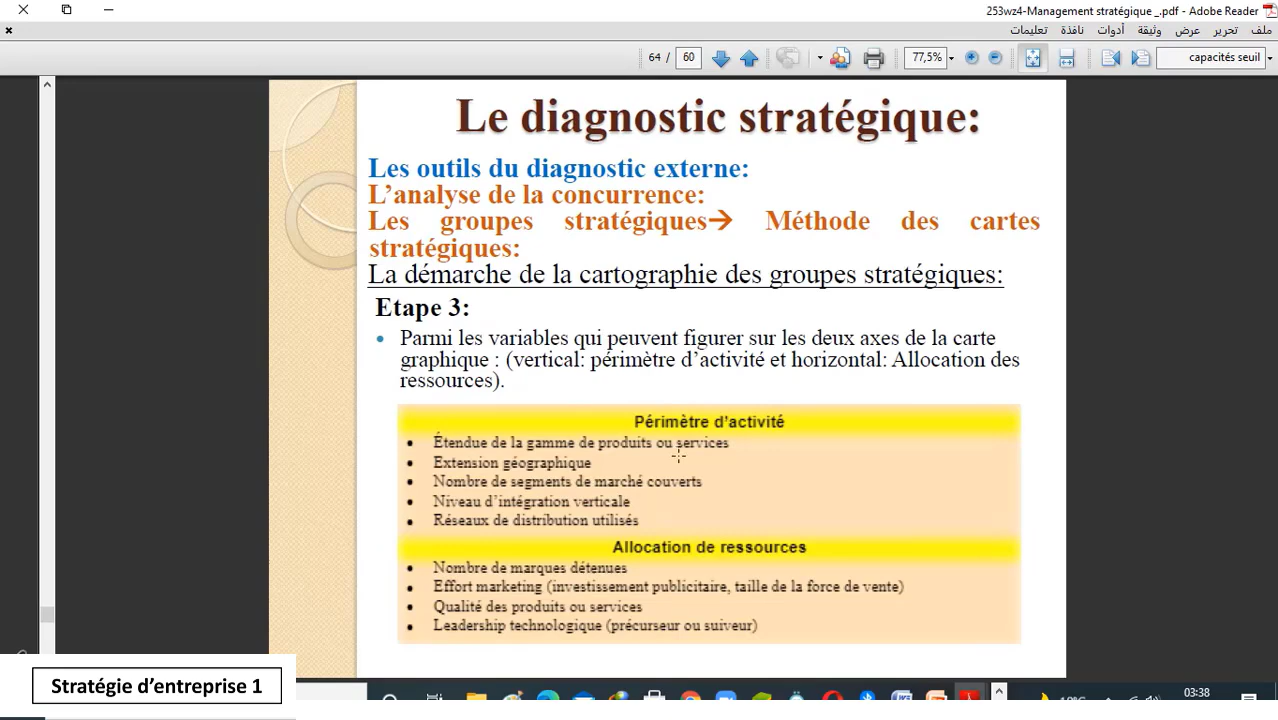 253wz4-Management stratégique _.pdf - Adobe Reader
ملف تحرير عرض وثيقة أدوات نافذة تعليمات
64 / 60 77,5% capacités seuil
Le diagnostic stratégique:
Les outils du diagnostic externe:
L’analyse de la concurrence:
Les groupes stratégiques→ Méthode des cartes
stratégiques:
La démarche de la cartographie des groupes stratégiques:
Etape 3:
• Parmi les variables qui peuvent figurer sur les deux axes de la carte
graphique : (vertical: périmètre d’activité et horizontal: Allocation des
ressources).
Périmètre d’activité
• Étendue de la gamme de produits ou services
• Extension géographique
• Nombre de segments de marché couverts
• Niveau d’intégration verticale
• Réseaux de distribution utilisés
Allocation de ressources
• Nombre de marques détenues
• Effort marketing (investissement publicitaire, taille de la force de vente)
• Qualité des produits ou services
• Leadership technologique (précurseur ou suiveur)
Stratégie d’entreprise 1
03:38